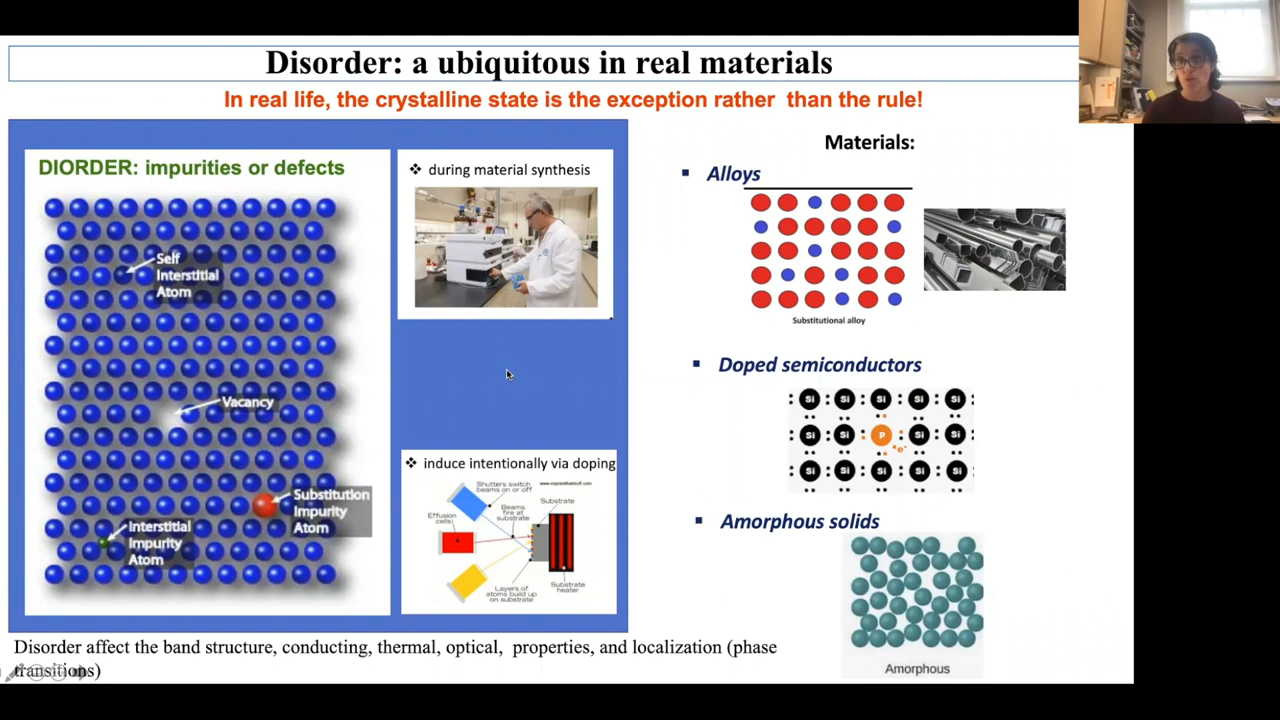 Disorder: a ubiquitous in real materials
In real life, the crystalline state is the exception rather than the rule!
DIORDER: impurities or defects
Self
Interstitial
Atom
Vacancy
Substitution
Impurity
Atom
Interstitial
Impurity
Atom
❖ during material synthesis
❖ induce intentionally via doping
www.explainthatstuff.com
Shutters switch
beams on or off
Effusion
cells
Beams
fire at
substrate
Substrate
Layers of
atoms build up
on substrate
Substrate
heater
Materials:
▪ Alloys
Substitutional alloy
▪ Doped semiconductors
Si Si Si Si Si
Si Si P Si Si
e
Si Si Si Si Si
▪ Amorphous solids
Amorphous
Disorder affect the band structure, conducting, thermal, optical, properties, and localization (phase
transitions)